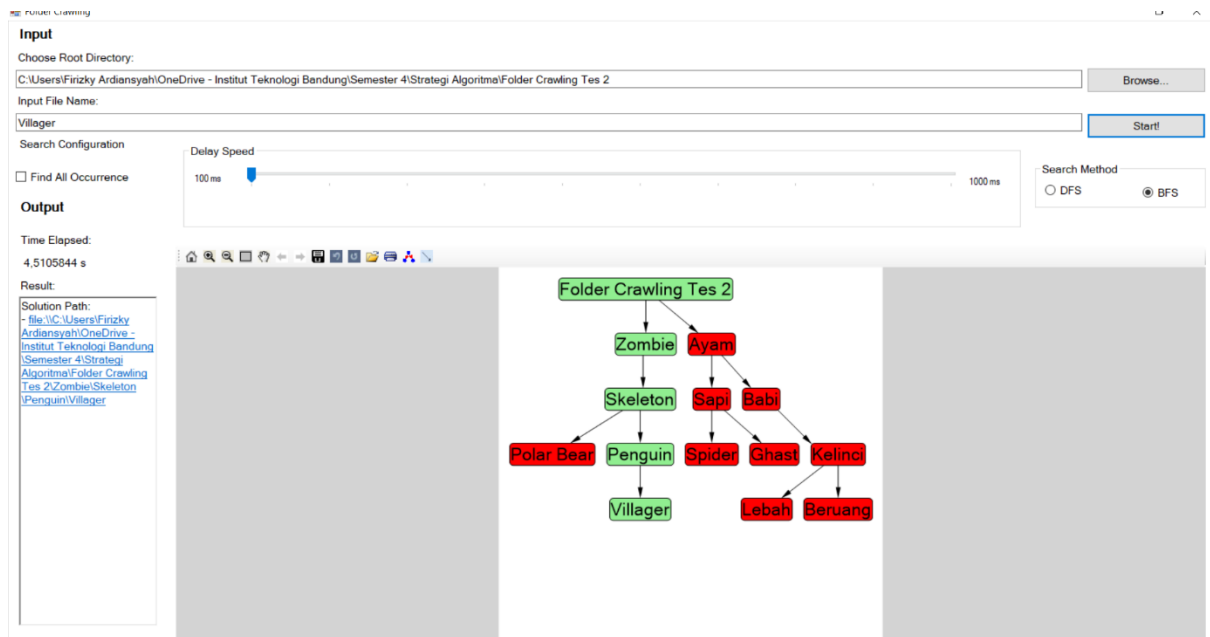 Folder Crawling
Input
Choose Root Directory:
C:\Users\Firizky Ardiansyah\OneDrive - Institut Teknologi Bandung\Semester 4\Strategi Algoritma\Folder Crawling Tes 2
Browse...
Input File Name:
Villager
Start!
Search Configuration
Delay Speed
Find All Occurrence
100 ms
1000 ms
Search Method
DFS
BFS
Output
Time Elapsed:
4,5105844 s
Result:
Solution Path:
- file:\\C:\Users\Firizky
Ardiansyah\OneDrive -
Institut Teknologi Bandung
\Semester 4\Strategi
Algoritma\Folder Crawling
Tes 2\Zombie\Skeleton
\Penguin\Villager
Folder Crawling Tes 2
Zombie
Ayam
Skeleton
Sapi
Babi
Polar Bear
Penguin
Spider
Ghast
Kelinci
Villager
Lebah
Beruang